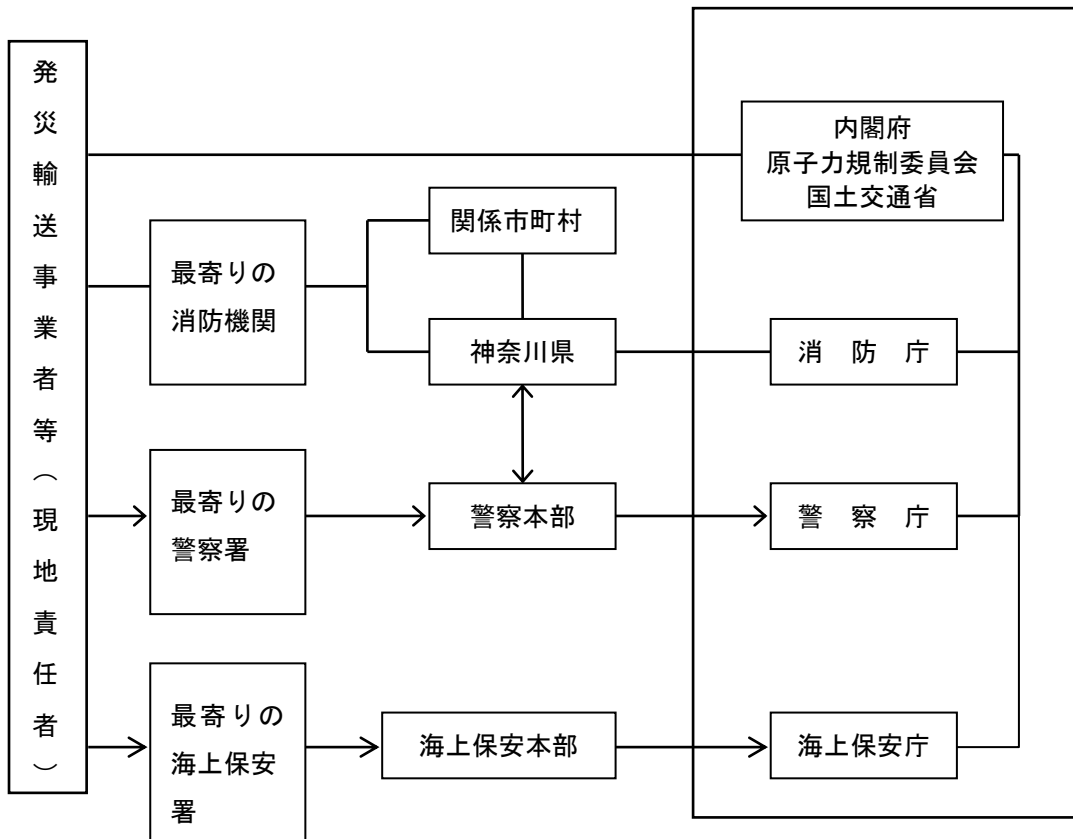 発災輸送事業者等（現地責任者）
内閣府
原子力規制委員会
国土交通省
関係市町村
最寄りの
消防機関
神奈川県
消　防　庁
最寄りの
警察署
警察本部
警　察　庁
最寄りの
海上保安
署
海上保安本部
海上保安庁